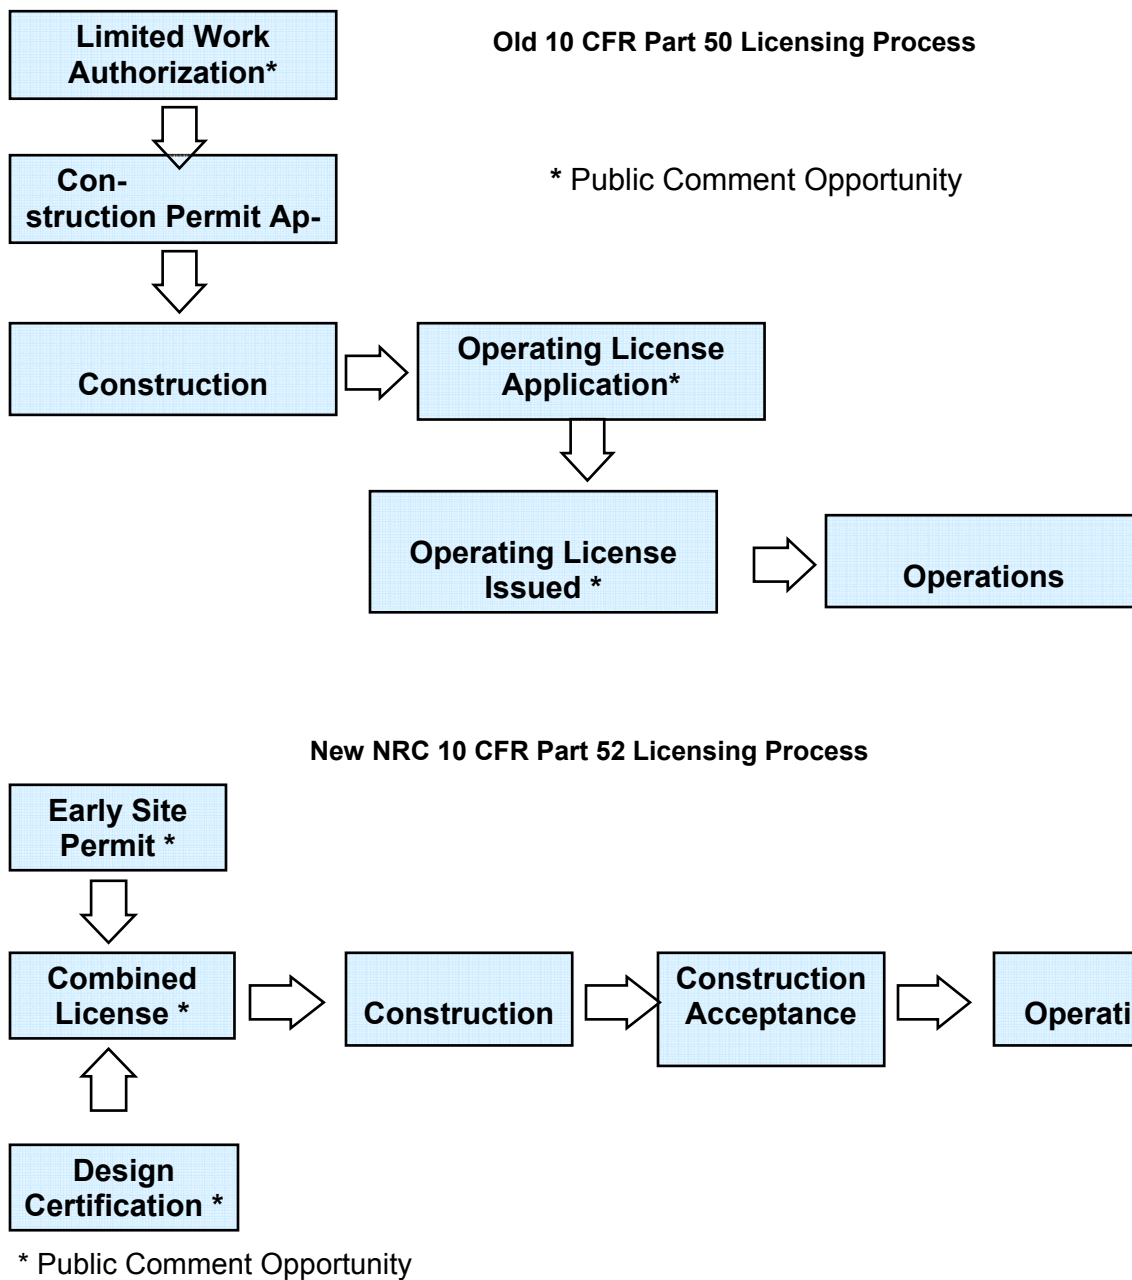 Old 10 CFR Part 50 Licensing Process
Limited Work
Authorization*
* Public Comment Opportunity
Con-
struction Permit Ap-
Construction
Operating License
Application*
Operating License
Issued *
Operations
New NRC 10 CFR Part 52 Licensing Process
Early Site
Permit *
Combined
License *
Construction
Construction
Acceptance
Operati
Design
Certification *
* Public Comment Opportunity